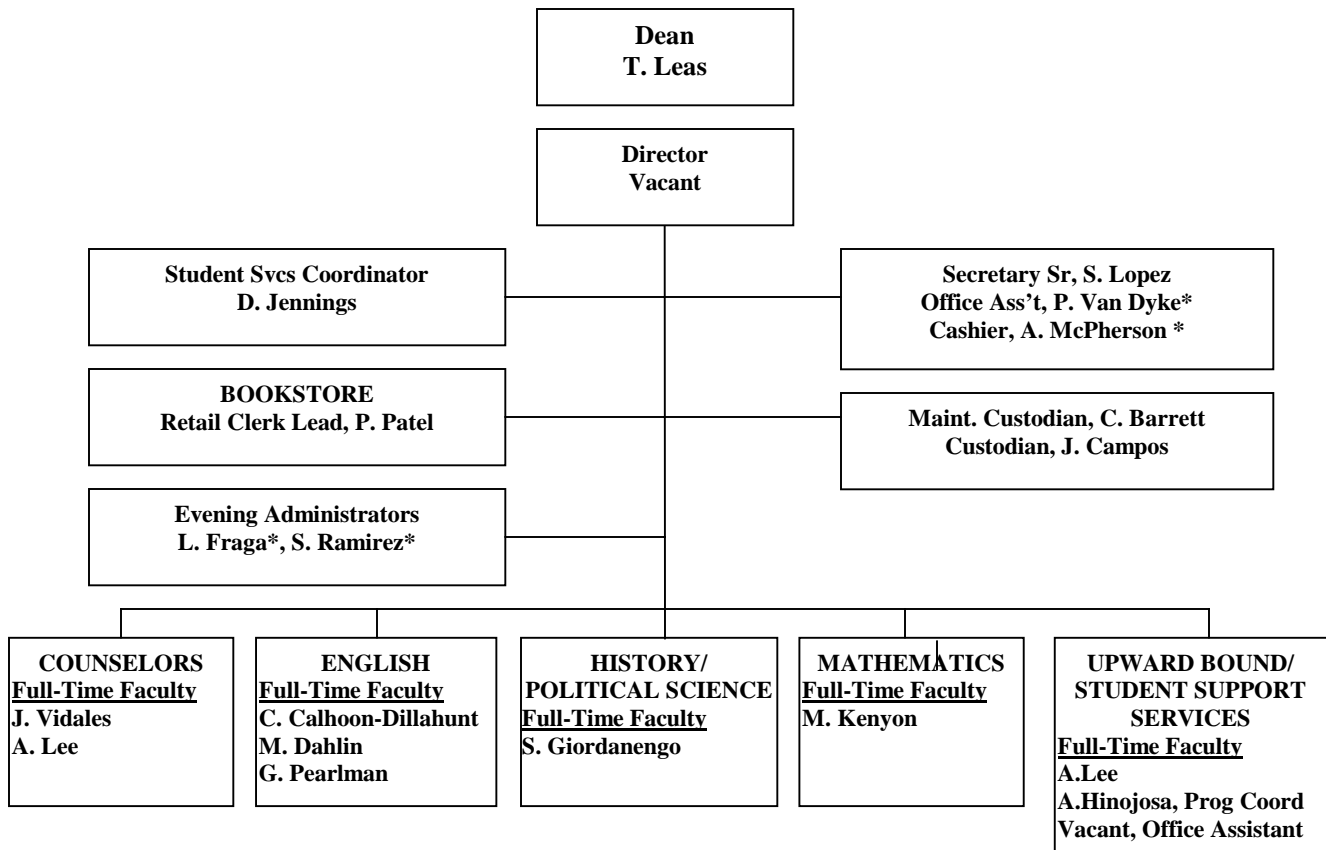 Dean
T. Leas
Director
Vacant
Student Svcs Coordinator
D. Jennings
Secretary Sr, S. Lopez
Office Ass’t, P. Van Dyke*
Cashier, A. McPherson *
BOOKSTORE
Retail Clerk Lead, P. Patel
Maint. Custodian, C. Barrett
Custodian, J. Campos
Evening Administrators
L. Fraga*, S. Ramirez*
COUNSELORS
Full-Time Faculty
J. Vidales
A. Lee
ENGLISH
Full-Time Faculty
C. Calhoon-Dillahunt
M. Dahlin
G. Pearlman
HISTORY/
POLITICAL SCIENCE
Full-Time Faculty
S. Giordanengo
MATHEMATICS
Full-Time Faculty
M. Kenyon
UPWARD BOUND/
STUDENT SUPPORT
SERVICES
Full-Time Faculty
A.Lee
A.Hinojosa, Prog Coord
Vacant, Office Assistant